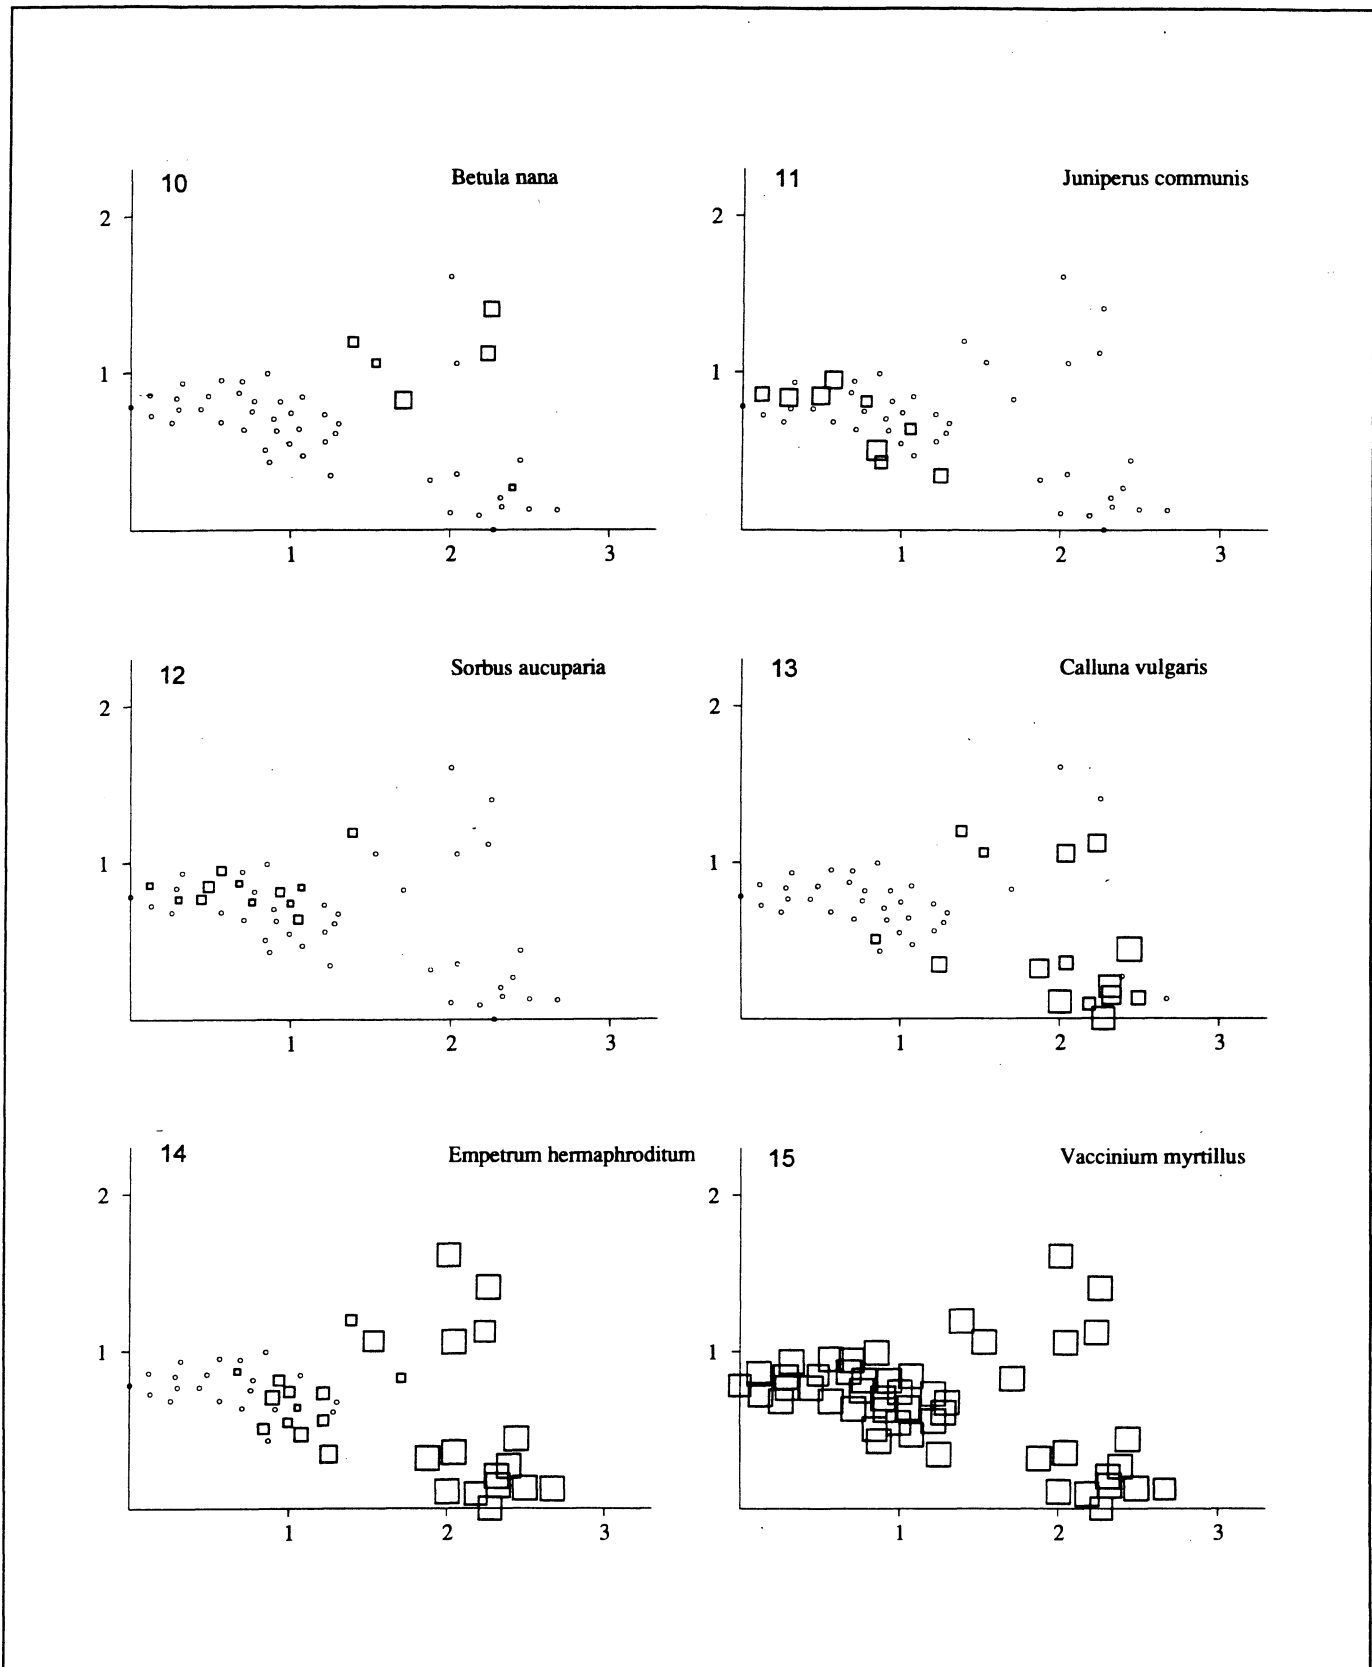 10 Betula nana
2
1
1 2 3
11 Juniperus communis
2
1
1 2 3
12 Sorbus aucuparia
2
1
1 2 3
13 Calluna vulgaris
2
1
1 2 3
14 Empetrum hermaphroditum
2
1
1 2 3
15 Vaccinium myrtillus
2
1
1 2 3